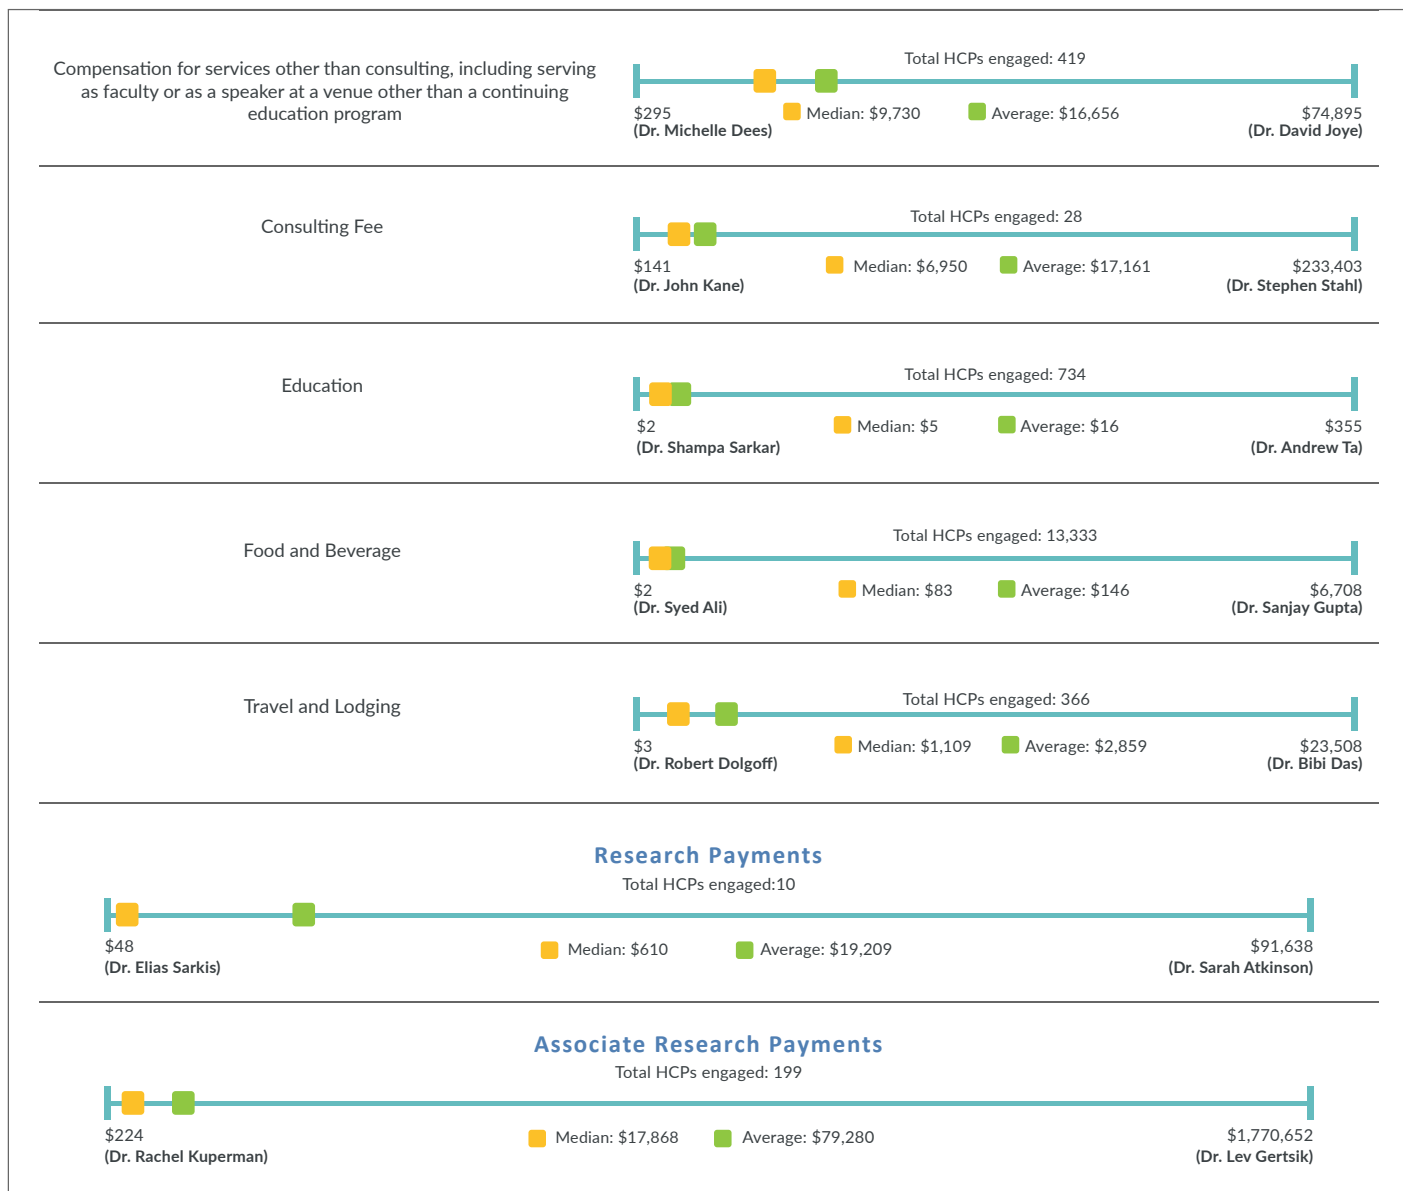 Total HCPs engaged: 419
Compensation for services other than consulting, including serving
as faculty or as a speaker at a venue other than a continuing
education program
$295 Median: $9,730 Average: $16,656 $74,895
(Dr. Michelle Dees) (Dr. David Joye)
Total HCPs engaged: 28
Consulting Fee
$141 Median: $6,950 Average: $17,161 $233,403
(Dr. John Kane) (Dr. Stephen Stahl)
Total HCPs engaged: 734
Education
$2 Median: $5 Average: $16 $355
(Dr. Shampa Sarkar) (Dr. Andrew Ta)
Total HCPs engaged: 13,333
Food and Beverage
$2 Median: $83 Average: $146 $6,708
(Dr. Syed Ali) (Dr. Sanjay Gupta)
Total HCPs engaged: 366
Travel and Lodging
$3 Median: $1,109 Average: $2,859 $23,508
(Dr. Robert Dolgoff) (Dr. Bibi Das)
Research Payments
Total HCPs engaged:10
$48 Median: $610 Average: $19,209 $91,638
(Dr. Elias Sarkis) (Dr. Sarah Atkinson)
Associate Research Payments
Total HCPs engaged: 199
$224 Median: $17,868 Average: $79,280 $1,770,652
(Dr. Rachel Kuperman) (Dr. Lev Gertsik)